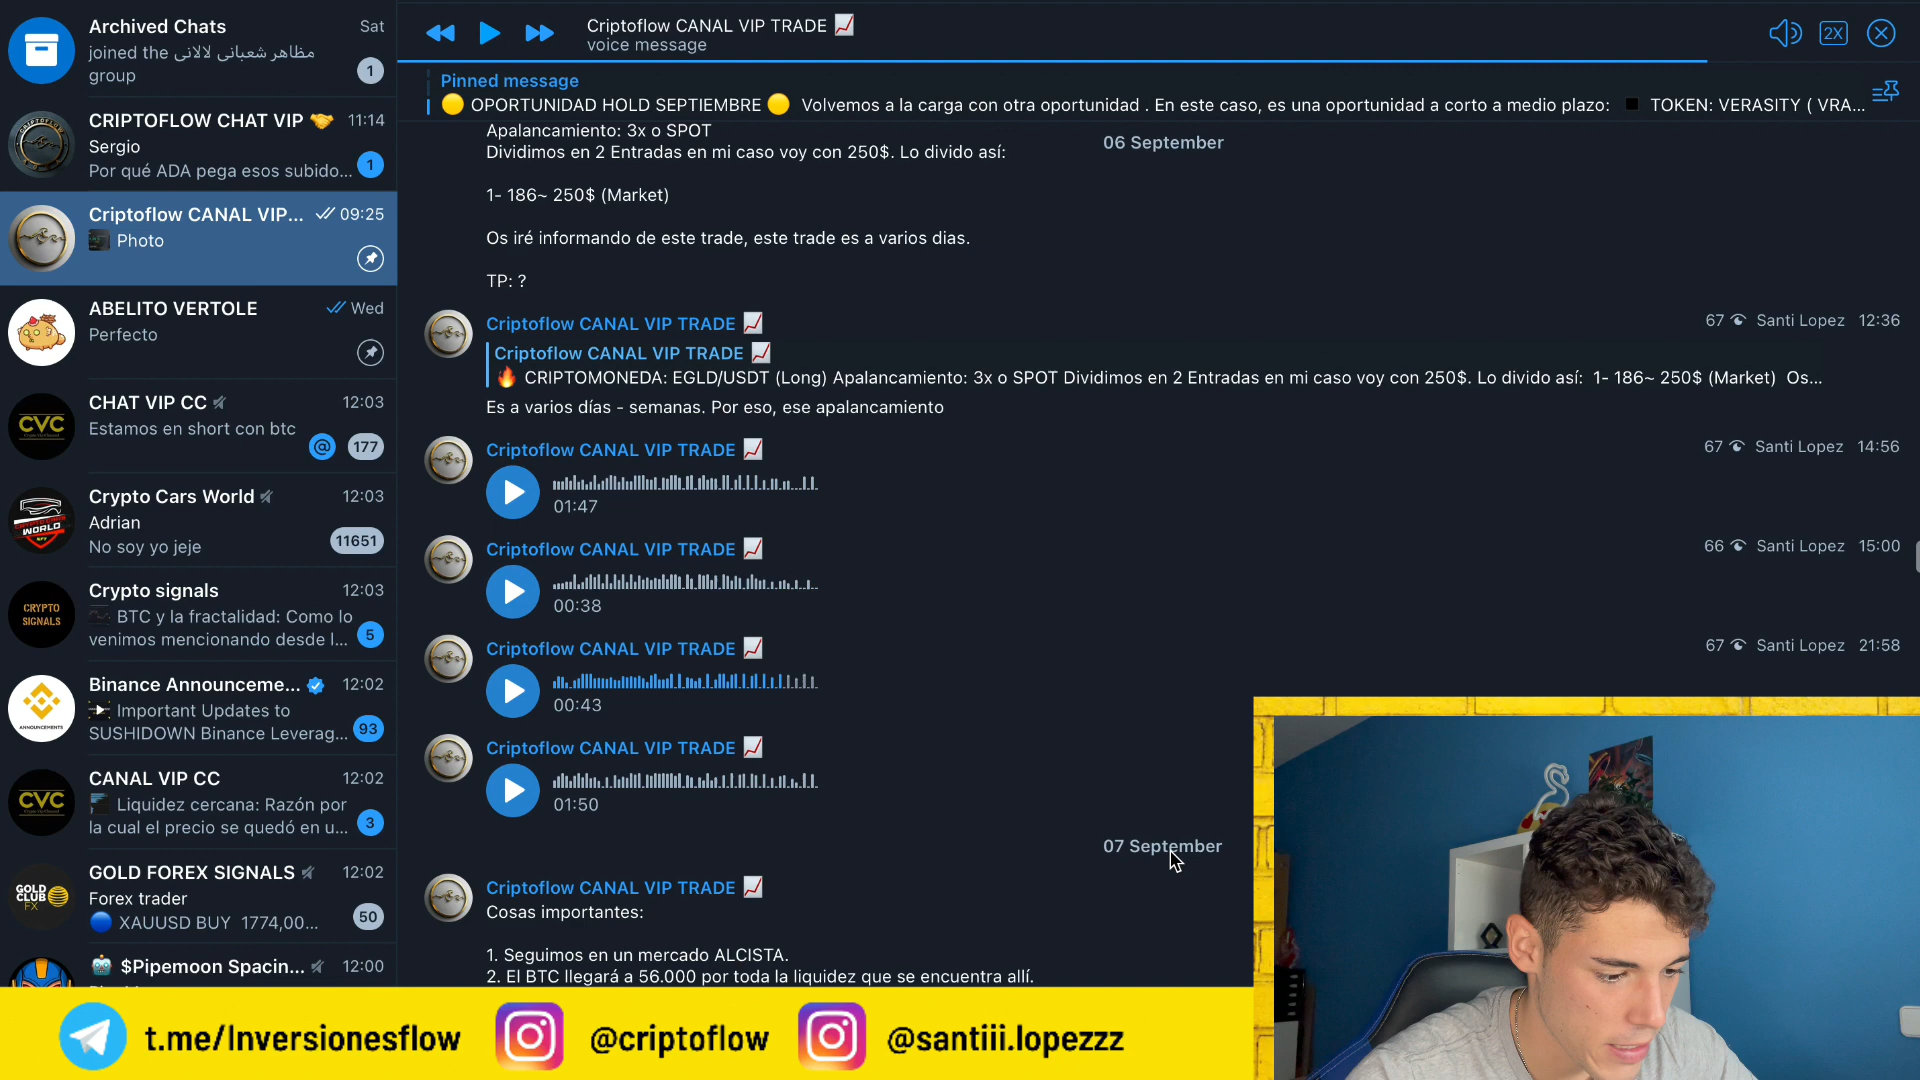 Archived Chats
Sat
joined the مظاهر شعبانی لالانی
group
1
CRIPTOFLOW CHAT VIP 🤝 11:14
Sergio
Por qué ADA pega esos subido...
1
Criptoflow CANAL VIP... 09:25
Photo
ABELITO VERTOLE Wed
Perfecto
CVC
CHAT VIP CC 12:03
Estamos en short con btc
@ 177
Crypto Cars World 12:03
Adrian
No soy yo jeje
11651
CRYPTO
SIGNALS
Crypto signals 12:03
BTC y la fractalidad: Como lo
venimos mencionando desde l...
5
ANNOUNCEMENTS
Binance Announceme... 12:02
Important Updates to
SUSHIDOWN Binance Leverag...
93
CVC
CANAL VIP CC 12:02
Liquidez cercana: Razón por
la cual el precio se quedó en u...
3
GOLD
CLUB
FX
GOLD FOREX SIGNALS 12:02
Forex trader
🔵 XAUUSD BUY 1774,00...
50
🤖 $Pipemoon Spacin... 12:00
Criptoflow CANAL VIP TRADE 📈
voice message
2X
Pinned message
🟡 OPORTUNIDAD HOLD SEPTIEMBRE 🟡 Volvemos a la carga con otra oportunidad . En este caso, es una oportunidad a corto a medio plazo: ◾ TOKEN: VERASITY ( VRA...
Apalancamiento: 3x o SPOT
06 September
Dividimos en 2 Entradas en mi caso voy con 250$. Lo divido así:
1- 186~ 250$ (Market)
Os iré informando de este trade, este trade es a varios dias.
TP: ?
Criptoflow CANAL VIP TRADE 📈
67 Santi Lopez 12:36
Criptoflow CANAL VIP TRADE 📈
🔥 CRIPTOMONEDA: EGLD/USDT (Long) Apalancamiento: 3x o SPOT Dividimos en 2 Entradas en mi caso voy con 250$. Lo divido así: 1- 186~ 250$ (Market) Os...
Es a varios días - semanas. Por eso, ese apalancamiento
Criptoflow CANAL VIP TRADE 📈
67 Santi Lopez 14:56
01:47
Criptoflow CANAL VIP TRADE 📈
66 Santi Lopez 15:00
00:38
Criptoflow CANAL VIP TRADE 📈
67 Santi Lopez 21:58
00:43
Criptoflow CANAL VIP TRADE 📈
01:50
07 September
Criptoflow CANAL VIP TRADE 📈
Cosas importantes:
1. Seguimos en un mercado ALCISTA.
2. El BTC llegará a 56.000 por toda la liquidez que se encuentra allí.
t.me/Inversionesflow
@criptoflow
@santiii.lopezzz